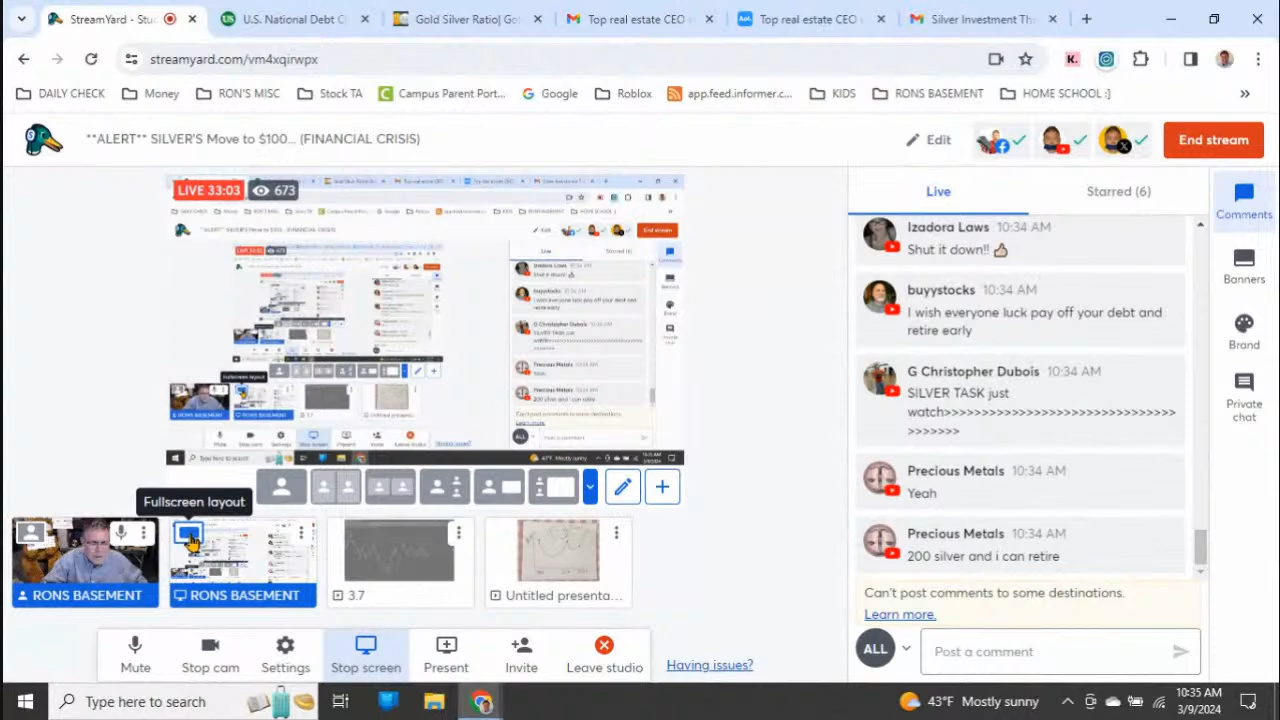 StreamYard - Stud
U.S. National Debt C
Gold Silver Ratio| Gol
Top real estate CEO
Top real estate CEO
Silver Investment Th
streamyard.com/vm4xqirwpx
DAILY CHECK
Money
RON'S MISC
Stock TA
Campus Parent Port...
Google
Roblox
app.feed.informer.c...
KIDS
RONS BASEMENT
HOME SCHOOL :]
**ALERT** SILVER'S Move to $100... (FINANCIAL CRISIS)
Edit
End stream
LIVE 33:03
673
Live
Starred (6)
Comments
Banners
Brand
Private chat
Izadora Laws 10:34 AM
Shut it down!! 👍
buyystocks 10:34 AM
I wish everyone luck pay off your debt and
retire early
G Christopher Dubois 10:34 AM
SILVER TASK just
watch>>>>>>>>>>>>>>>>>>>>>>>>>>>>>>
>>>>>>>
Precious Metals 10:34 AM
Yeah
Precious Metals 10:34 AM
200 silver and i can retire
Can't post comments to some destinations.
Learn more.
ALL
Post a comment
Fullscreen layout
RONS BASEMENT
RONS BASEMENT
3.7
Untitled presenta...
Mute
Stop cam
Settings
Stop screen
Present
Invite
Leave studio
Having issues?
Type here to search
43°F Mostly sunny
10:35 AM
3/9/2024